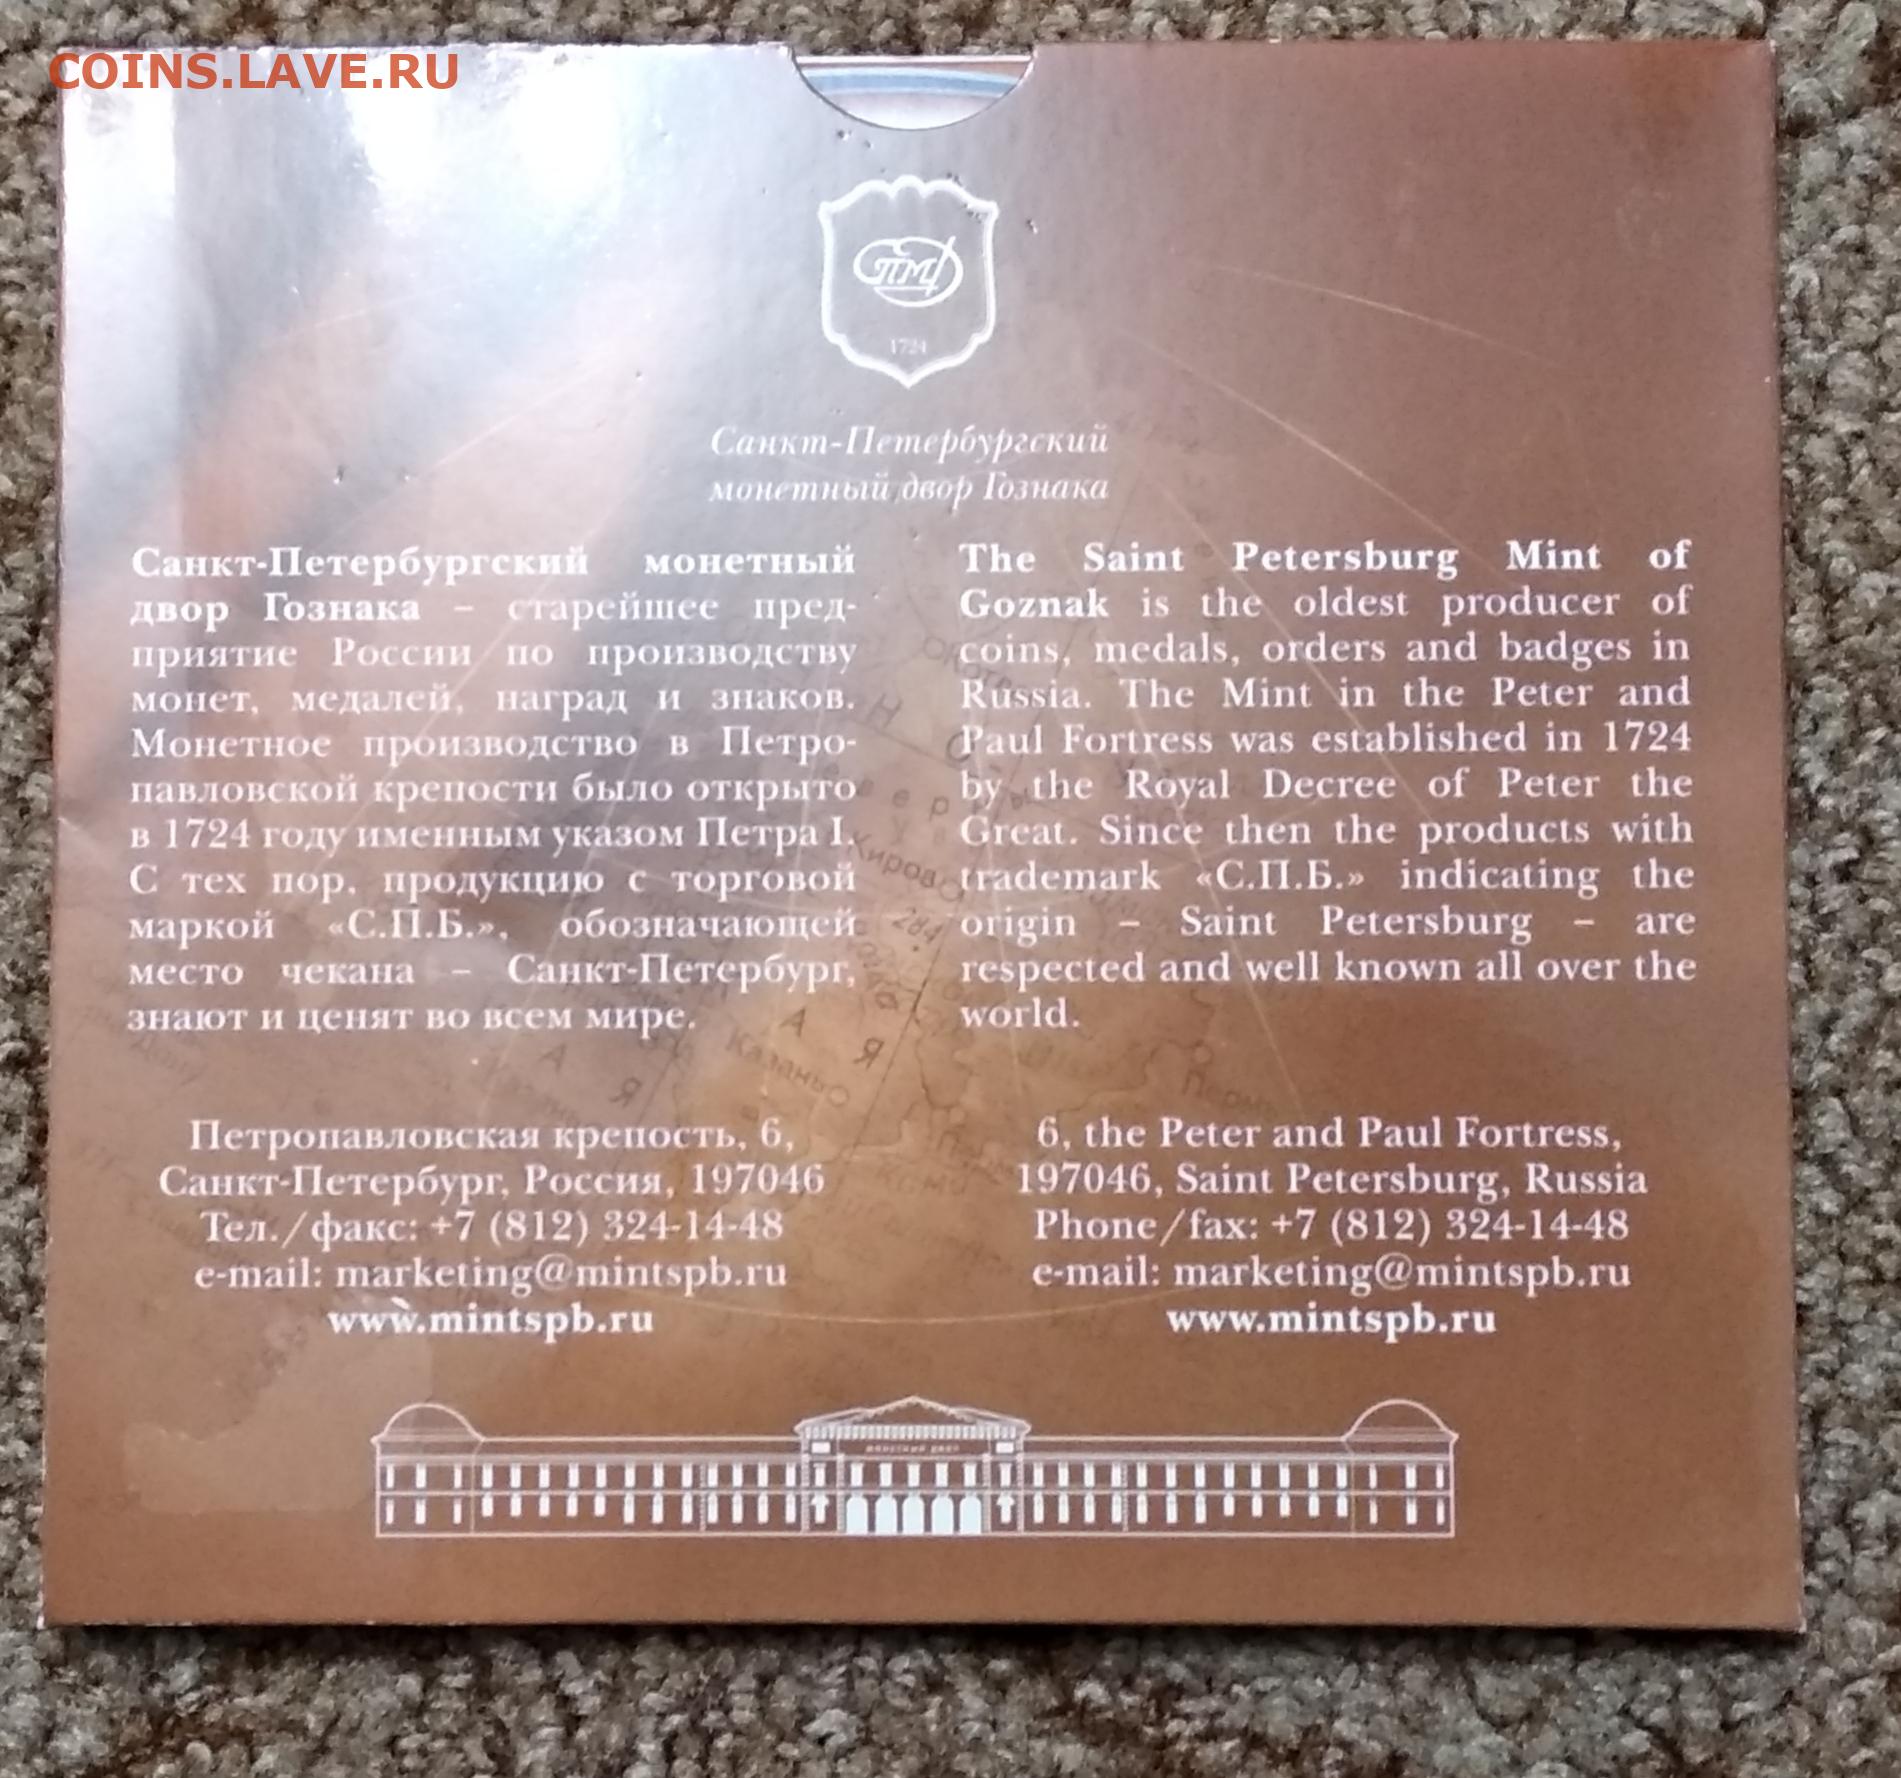 COINS.LAVE.RU
СПМД
1724
Санкт-Петербургский
монетный двор Гознака
Санкт-Петербургский монетный
двор Гознака – старейшее пред-
приятие России по производству
монет, медалей, наград и знаков.
Монетное производство в Петро-
павловской крепости было открыто
в 1724 году именным указом Петра I.
С тех пор, продукцию с торговой
маркой «С.П.Б.», обозначающей
место чекана – Санкт-Петербург,
знают и ценят во всем мире.
The Saint Petersburg Mint of
Goznak is the oldest producer of
coins, medals, orders and badges in
Russia. The Mint in the Peter and
Paul Fortress was established in 1724
by the Royal Decree of Peter the
Great. Since then the products with
trademark «С.П.Б.» indicating the
origin – Saint Petersburg – are
respected and well known all over the
world.
Киров
284
Казань
Пермь
Петропавловская крепость, 6,
Санкт-Петербург, Россия, 197046
Тел./факс: +7 (812) 324-14-48
e-mail: marketing@mintspb.ru
www.mintspb.ru
6, the Peter and Paul Fortress,
197046, Saint Petersburg, Russia
Phone/fax: +7 (812) 324-14-48
e-mail: marketing@mintspb.ru
www.mintspb.ru
МОНЕТНЫЙ ДВОР